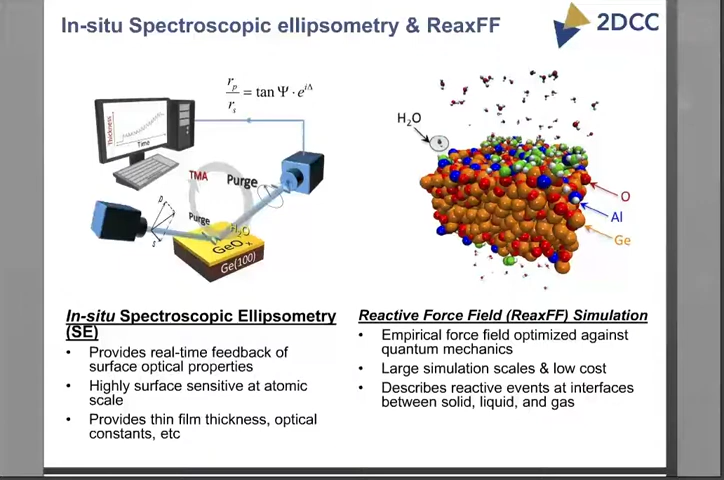 In-situ Spectroscopic ellipsometry & ReaxFF
2DCC
r_p/r_s = tan Ψ · e^{iΔ}
Thickness
Time
TMA
Purge
Purge
H₂O
p
s
GeOₓ
Ge(100)
H₂O
O
Al
Ge
In-situ Spectroscopic Ellipsometry
(SE)
• Provides real-time feedback of
surface optical properties
• Highly surface sensitive at atomic
scale
• Provides thin film thickness, optical
constants, etc
Reactive Force Field (ReaxFF) Simulation
• Empirical force field optimized against
quantum mechanics
• Large simulation scales & low cost
• Describes reactive events at interfaces
between solid, liquid, and gas